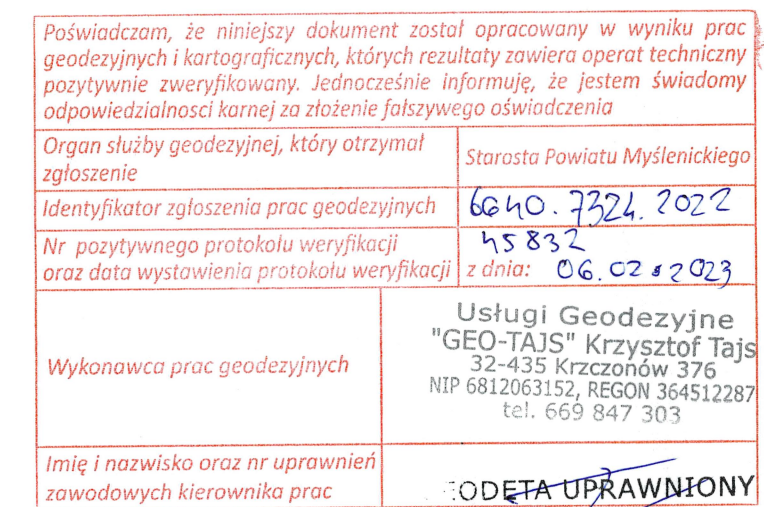 Poświadczam, że niniejszy dokument został opracowany w wyniku prac
geodezyjnych i kartograficznych, których rezultaty zawiera operat techniczny
pozytywnie zweryfikowany. Jednocześnie informuję, że jestem świadomy
odpowiedzialnosci karnej za złożenie fałszywego oświadczenia
Organ służby geodezyjnej, który otrzymał
zgłoszenie
Starosta Powiatu Myślenickiego
Identyfikator zgłoszenia prac geodezyjnych
6640.7324.2022
Nr pozytywnego protokołu weryfikacji
45832
oraz data wystawienia protokołu weryfikacji
z dnia: 06.02.2023
Wykonawca prac geodezyjnych
Usługi Geodezyjne
"GEO-TAJS" Krzysztof Tajs
32-435 Krzczonów 376
NIP 6812063152, REGON 364512287
tel. 669 847 303
Imię i nazwisko oraz nr uprawnień
zawodowych kierownika prac
ODETA UPRAWNIONY